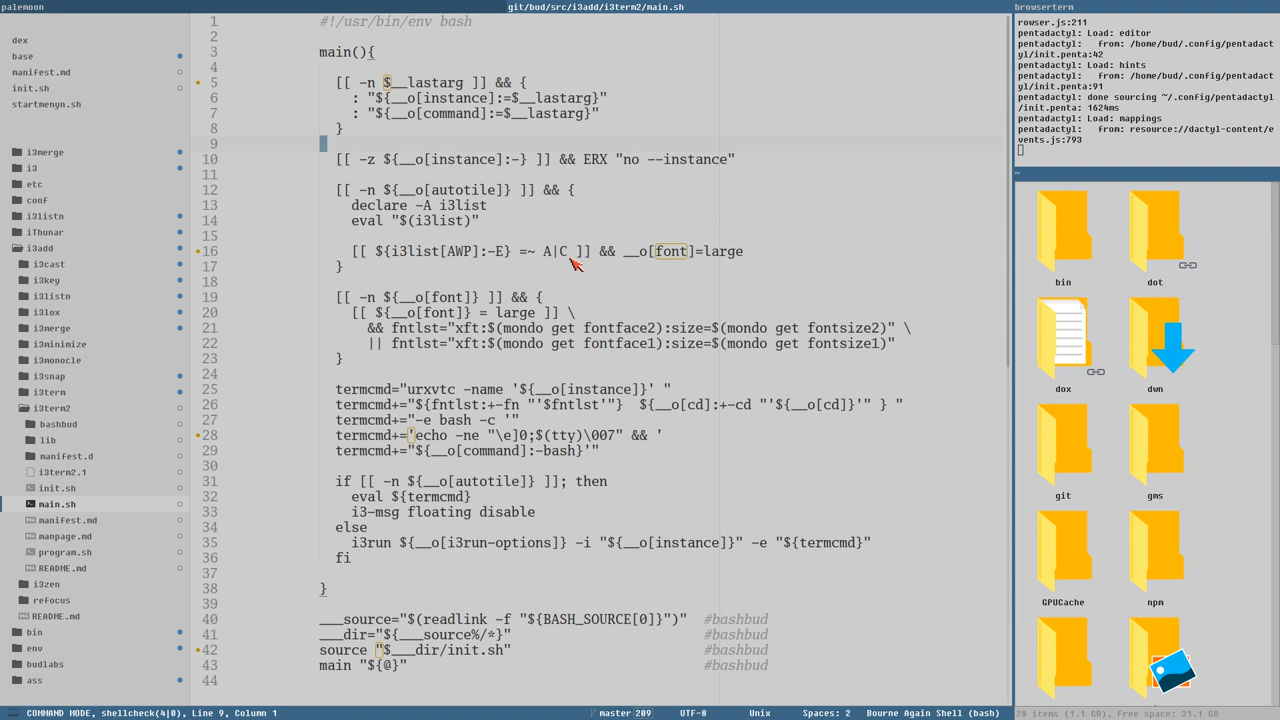 palemoon
git/bud/src/i3add/i3term2/main.sh
browserterm
dex
base
manifest.md
init.sh
startmenyn.sh
i3merge
i3
etc
conf
i3listn
iThunar
i3add
i3cast
i3key
i3listn
i3lox
i3merge
i3minimize
i3monocle
i3snap
i3term
i3term2
bashbud
lib
manifest.d
i3term2.1
init.sh
main.sh
manifest.md
manpage.md
program.sh
README.md
i3zen
refocus
README.md
bin
env
budlabs
ass
1 #!/usr/bin/env bash
2
3 main(){
4
5 [[ -n $__lastarg ]] && {
6 : "${__o[instance]:=$__lastarg}"
7 : "${__o[command]:=$__lastarg}"
8 }
9
10 [[ -z ${__o[instance]:-} ]] && ERX "no --instance"
11
12 [[ -n ${__o[autotile]} ]] && {
13 declare -A i3list
14 eval "$(i3list)"
15
16 [[ ${i3list[AWP]:-E} =~ A|C ]] && __o[font]=large
17 }
18
19 [[ -n ${__o[font]} ]] && {
20 [[ ${__o[font]} = large ]] \
21 && fntlst="xft:$(mondo get fontface2):size=$(mondo get fontsize2)" \
22 || fntlst="xft:$(mondo get fontface1):size=$(mondo get fontsize1)"
23 }
24
25 termcmd="urxvtc -name '${__o[instance]}' "
26 termcmd+="${fntlst:+-fn "'$fntlst'"}  ${__o[cd]:+-cd "'${__o[cd]}'" } "
27 termcmd+="-e bash -c '"
28 termcmd+='echo -ne "\e]0;$(tty)\007" && '
29 termcmd+="${__o[command]:-bash}'"
30
31 if [[ -n ${__o[autotile]} ]]; then
32 eval ${termcmd}
33 i3-msg floating disable
34 else
35 i3run ${__o[i3run-options]} -i "${__o[instance]}" -e "${termcmd}"
36 fi
37
38 }
39
40 ___source="$(readlink -f "${BASH_SOURCE[0]}")" #bashbud
41 ___dir="${___source%/*}" #bashbud
42 source "$___dir/init.sh" #bashbud
43 main "${@}" #bashbud
44
rowser.js:211
pentadactyl: Load: editor
pentadactyl:   from: /home/bud/.config/pentadact
yl/init.penta:42
pentadactyl: Load: hints
pentadactyl:   from: /home/bud/.config/pentadact
yl/init.penta:91
pentadactyl: done sourcing ~/.config/pentadactyl
/init.penta: 1624ms
pentadactyl: Load: mappings
pentadactyl:   from: resource://dactyl-content/e
vents.js:793
~
bin
dot
dox
dwn
git
gms
GPUCache
npm
COMMAND MODE, shellcheck(4|0), Line 9, Column 1
master 209
UTF-8
Unix
Spaces: 2
Bourne Again Shell (bash)
28 items (1.1 GB), Free space: 31.1 GB